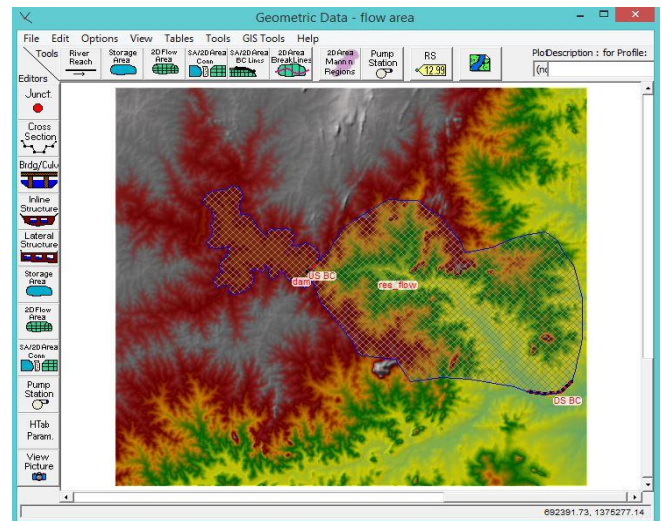 Geometric Data - flow area
File Edit Options View Tables Tools GIS Tools Help
Tools
Editors
River
Reach
Storage
Area
2D Flow
Area
SA/2D Area
Conn
SA/2D Area
BC Lines
2D Area
BreakLines
2D Area
Mann n
Regions
Pump
Station
RS
12.99
Description : for Profile:
(no
Junct.
Cross
Section
Brdg/Culv
Inline
Structure
Lateral
Structure
Storage
Area
2D Flow
Area
SA/2D Area
Conn
Pump
Station
HTab
Param.
View
Picture
US BC
dam
res_flow
DS BC
692391.73, 1375277.14